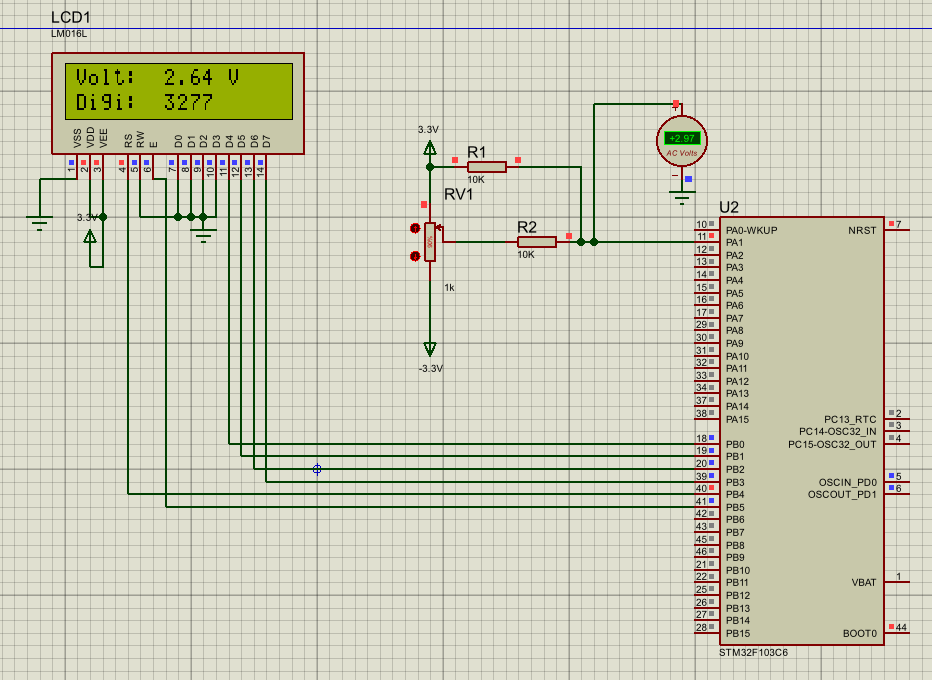 LCD1
LM016L
Volt: 2.64 V
Digi: 3277
VSS VDD VEE RS RW E D0 D1 D2 D3 D4 D5 D6 D7
1 2 3 4 5 6 7 8 9 10 11 12 13 14
3.3V
3.3V
R1
10K
RV1
90%
1k
-3.3V
R2
10K
+
+2.97
AC Volts
U2
10 PA0-WKUP NRST 7
11 PA1
12 PA2
13 PA3
14 PA4
15 PA5
16 PA6
17 PA7
29 PA8
30 PA9
31 PA10
32 PA11
33 PA12
34 PA13
37 PA14
38 PA15 PC13_RTC 2
PC14-OSC32_IN 3
18 PB0 PC15-OSC32_OUT 4
19 PB1
20 PB2
39 PB3 OSCIN_PD0 5
40 PB4 OSCOUT_PD1 6
41 PB5
42 PB6
43 PB7
45 PB8
46 PB9
21 PB10
22 PB11 VBAT 1
25 PB12
26 PB13
27 PB14
28 PB15 BOOT0 44
STM32F103C6